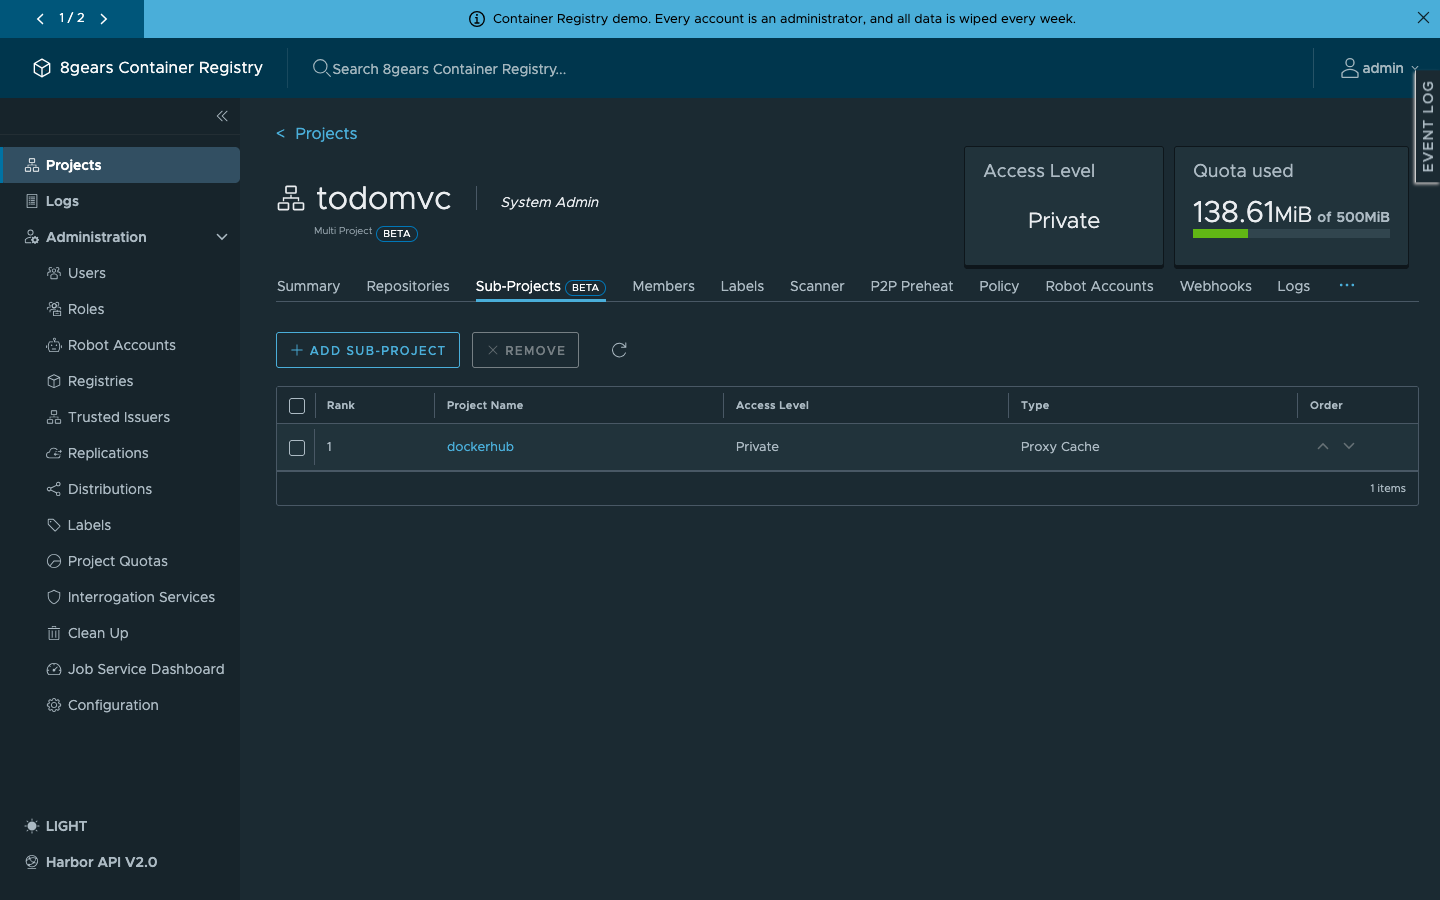 1 / 2
Container Registry demo. Every account is an administrator, and all data is wiped every week.
8gears Container Registry
Search 8gears Container Registry...
admin
EVENT LOG
Projects
Logs
Administration
Users
Roles
Robot Accounts
Registries
Trusted Issuers
Replications
Distributions
Labels
Project Quotas
Interrogation Services
Clean Up
Job Service Dashboard
Configuration
LIGHT
Harbor API V2.0
< Projects
todomvc
System Admin
Multi Project BETA
Access Level
Private
Quota used
138.61MiB of 500MiB
Summary Repositories Sub-Projects BETA Members Labels Scanner P2P Preheat Policy Robot Accounts Webhooks Logs ...
+ ADD SUB-PROJECT
REMOVE
Rank Project Name Access Level Type Order
1 dockerhub Private Proxy Cache
1 items